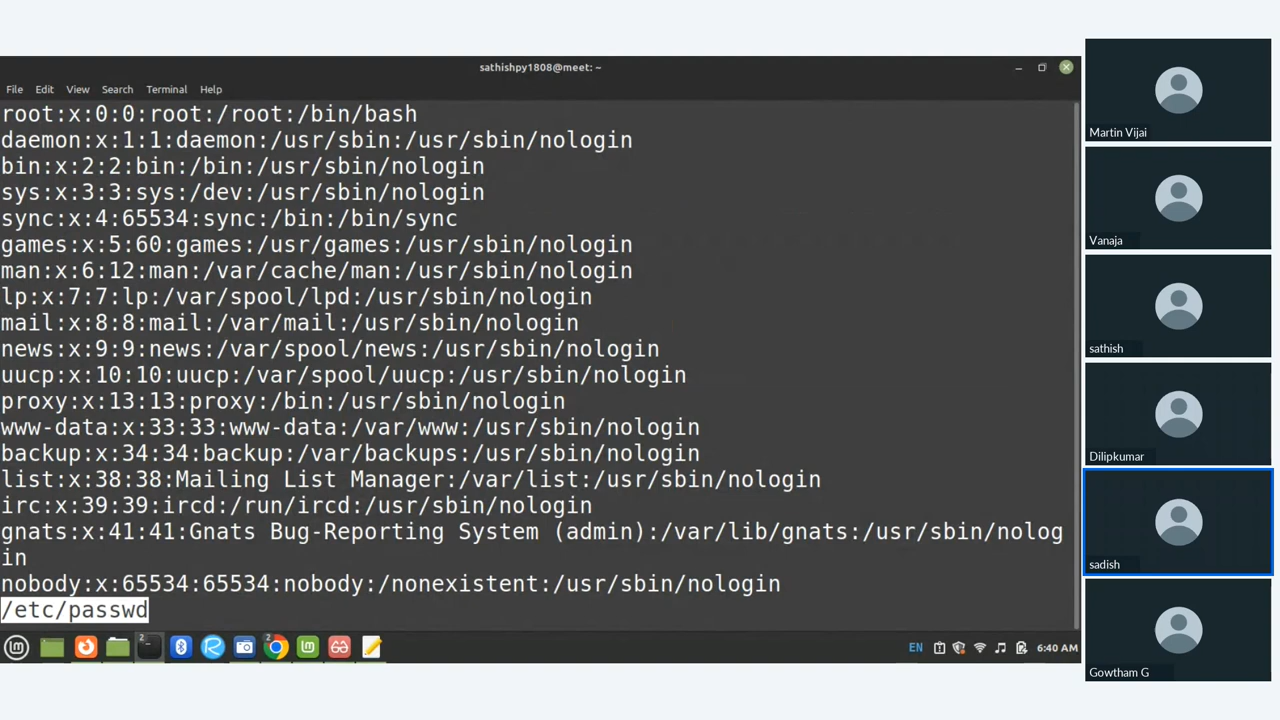 sathishpy1808@meet: ~
File Edit View Search Terminal Help
root:x:0:0:root:/root:/bin/bash
daemon:x:1:1:daemon:/usr/sbin:/usr/sbin/nologin
bin:x:2:2:bin:/bin:/usr/sbin/nologin
sys:x:3:3:sys:/dev:/usr/sbin/nologin
sync:x:4:65534:sync:/bin:/bin/sync
games:x:5:60:games:/usr/games:/usr/sbin/nologin
man:x:6:12:man:/var/cache/man:/usr/sbin/nologin
lp:x:7:7:lp:/var/spool/lpd:/usr/sbin/nologin
mail:x:8:8:mail:/var/mail:/usr/sbin/nologin
news:x:9:9:news:/var/spool/news:/usr/sbin/nologin
uucp:x:10:10:uucp:/var/spool/uucp:/usr/sbin/nologin
proxy:x:13:13:proxy:/bin:/usr/sbin/nologin
www-data:x:33:33:www-data:/var/www:/usr/sbin/nologin
backup:x:34:34:backup:/var/backups:/usr/sbin/nologin
list:x:38:38:Mailing List Manager:/var/list:/usr/sbin/nologin
irc:x:39:39:ircd:/run/ircd:/usr/sbin/nologin
gnats:x:41:41:Gnats Bug-Reporting System (admin):/var/lib/gnats:/usr/sbin/nolog
in
nobody:x:65534:65534:nobody:/nonexistent:/usr/sbin/nologin
/etc/passwd
2 2 EN 6:40 AM
Martin Vijai
Vanaja
sathish
Dilipkumar
sadish
Gowtham G